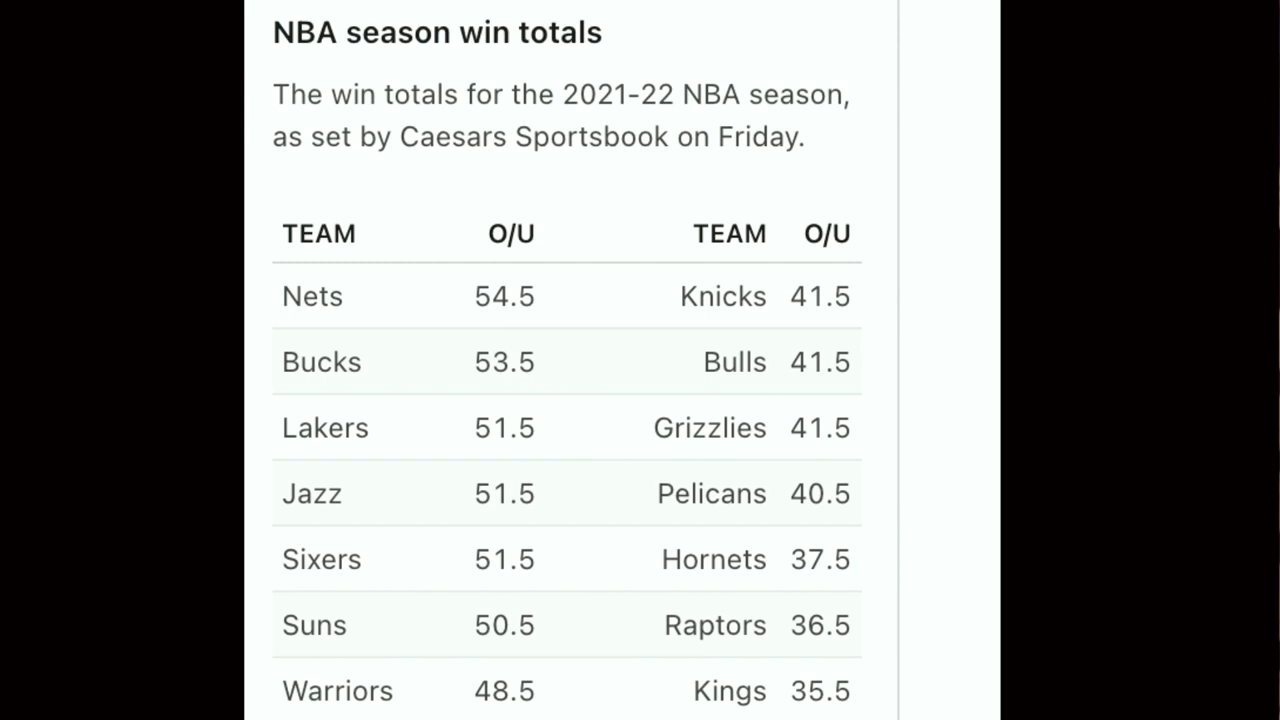 NBA season win totals
The win totals for the 2021-22 NBA season,
as set by Caesars Sportsbook on Friday.
TEAM O/U TEAM O/U
Nets 54.5 Knicks 41.5
Bucks 53.5 Bulls 41.5
Lakers 51.5 Grizzlies 41.5
Jazz 51.5 Pelicans 40.5
Sixers 51.5 Hornets 37.5
Suns 50.5 Raptors 36.5
Warriors 48.5 Kings 35.5